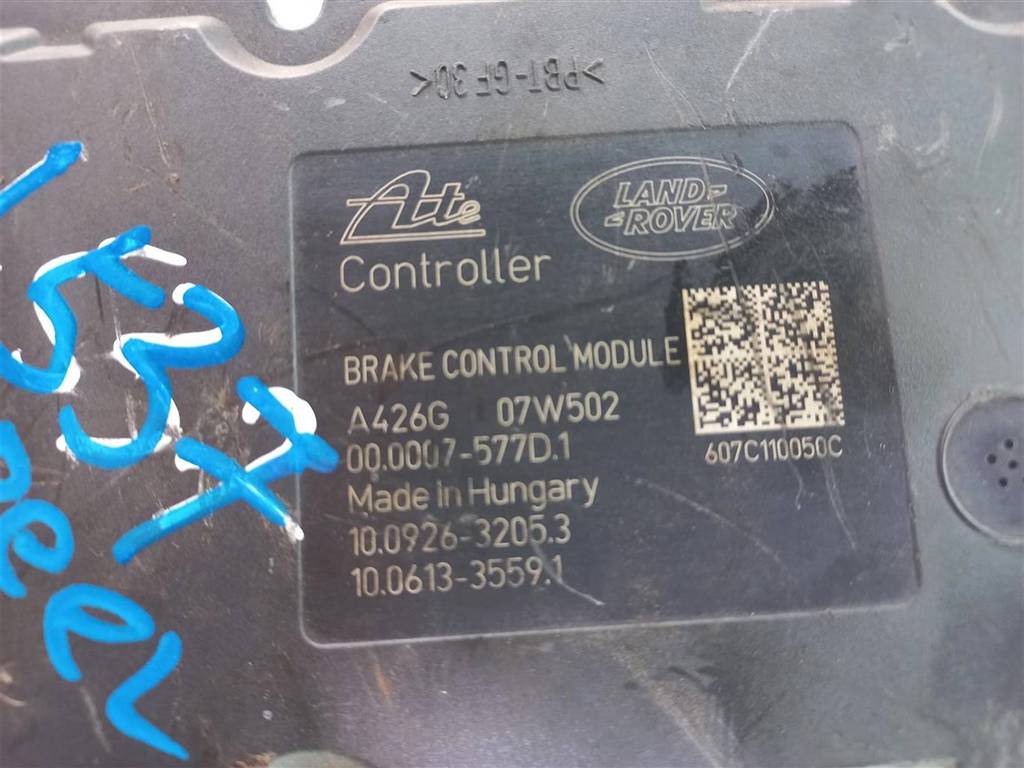 >PBT-GF30<
Ate
LAND-
-ROVER
Controller
BRAKE CONTROL MODULE
A426G 07W502
00.0007-577D.1
607C110050C
Made in Hungary
10.0926-3205.3
10.0613-3559.1